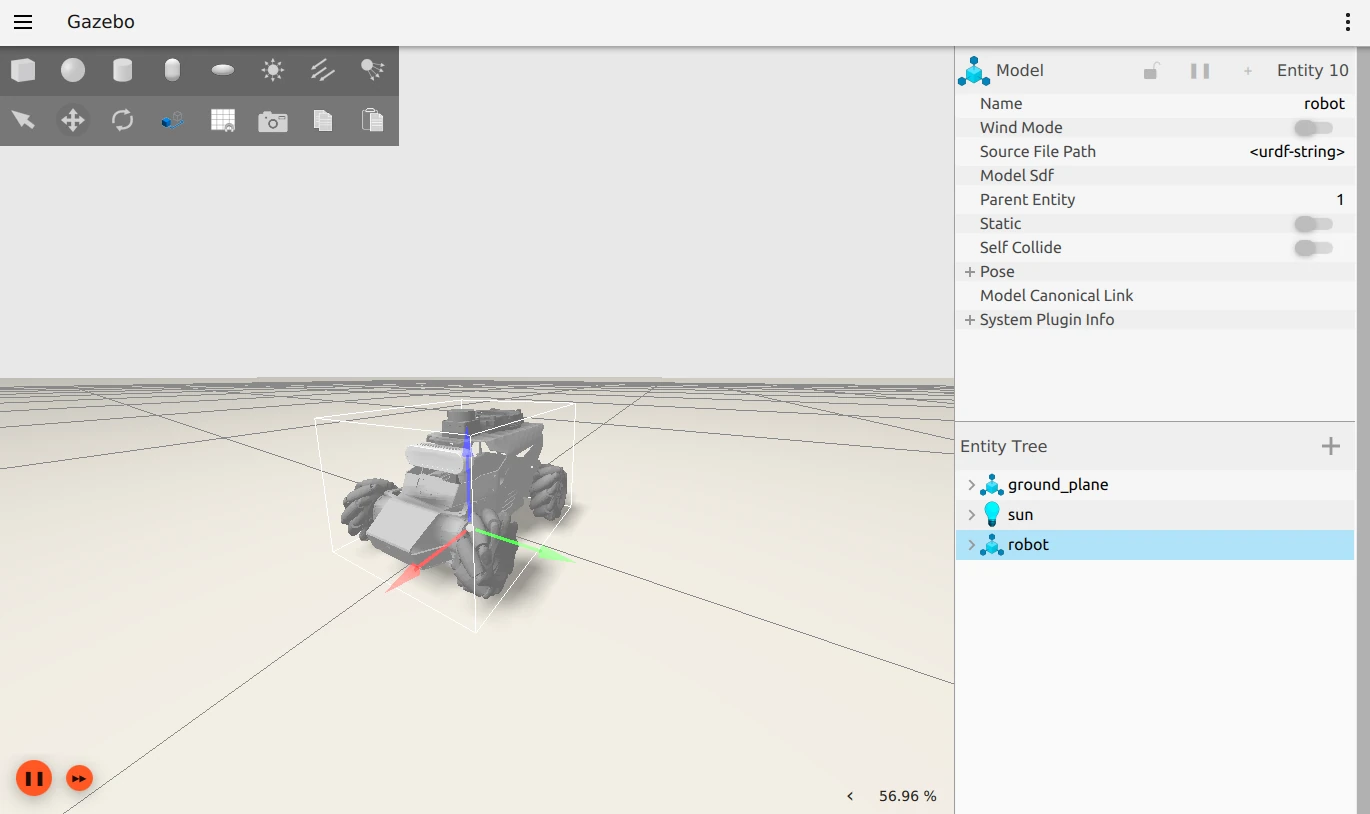 Gazebo
Model Entity 10
Name robot
Wind Mode
Source File Path <urdf-string>
Model Sdf
Parent Entity 1
Static
Self Collide
Pose
Model Canonical Link
System Plugin Info
Entity Tree
ground_plane
sun
robot
56.96 %